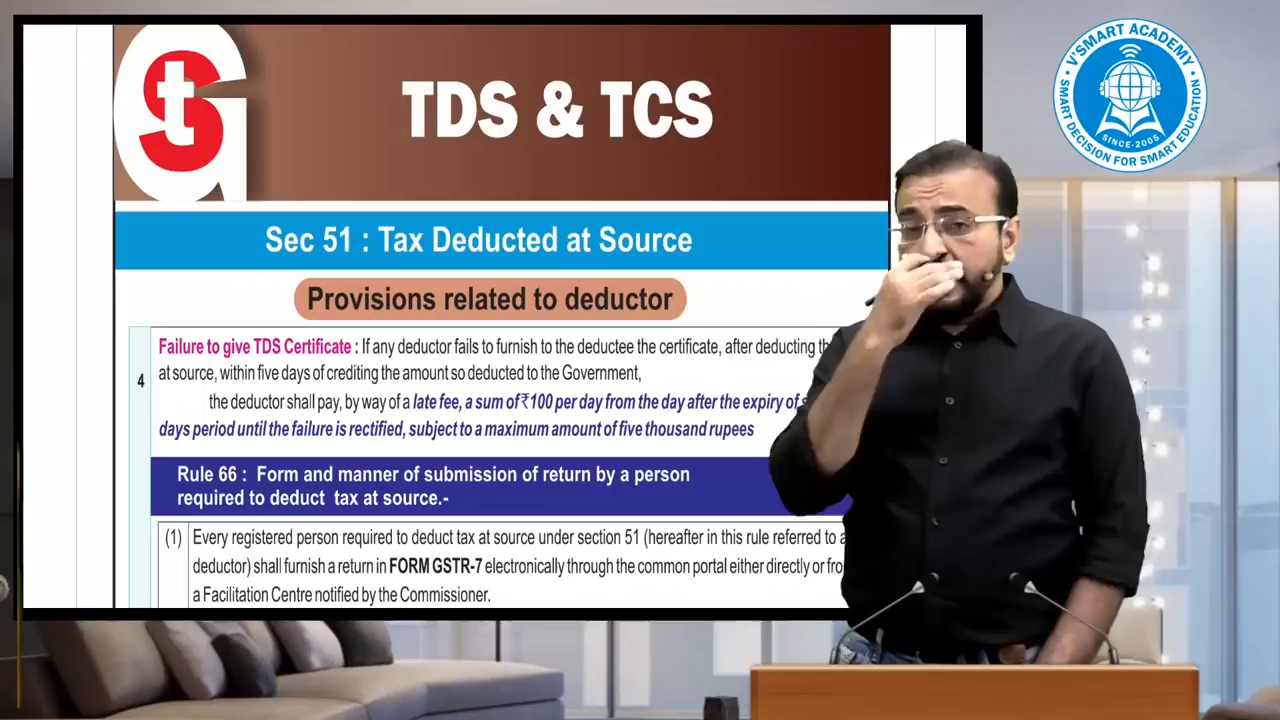 GSt
TDS & TCS
V'SMART ACADEMY
SMART DECISION FOR SMART EDUCATION
SINCE-2005
Sec 51 : Tax Deducted at Source
Provisions related to deductor
4
Failure to give TDS Certificate : If any deductor fails to furnish to the deductee the certificate, after deducting
at source, within five days of crediting the amount so deducted to the Government,
the deductor shall pay, by way of a late fee, a sum of ₹100 per day from the day after the expiry of
days period until the failure is rectified, subject to a maximum amount of five thousand rupees
Rule 66 : Form and manner of submission of return by a person
required to deduct tax at source.-
(1) Every registered person required to deduct tax at source under section 51 (hereafter in this rule referred to
deductor) shall furnish a return in FORM GSTR-7 electronically through the common portal either directly or
a Facilitation Centre notified by the Commissioner.